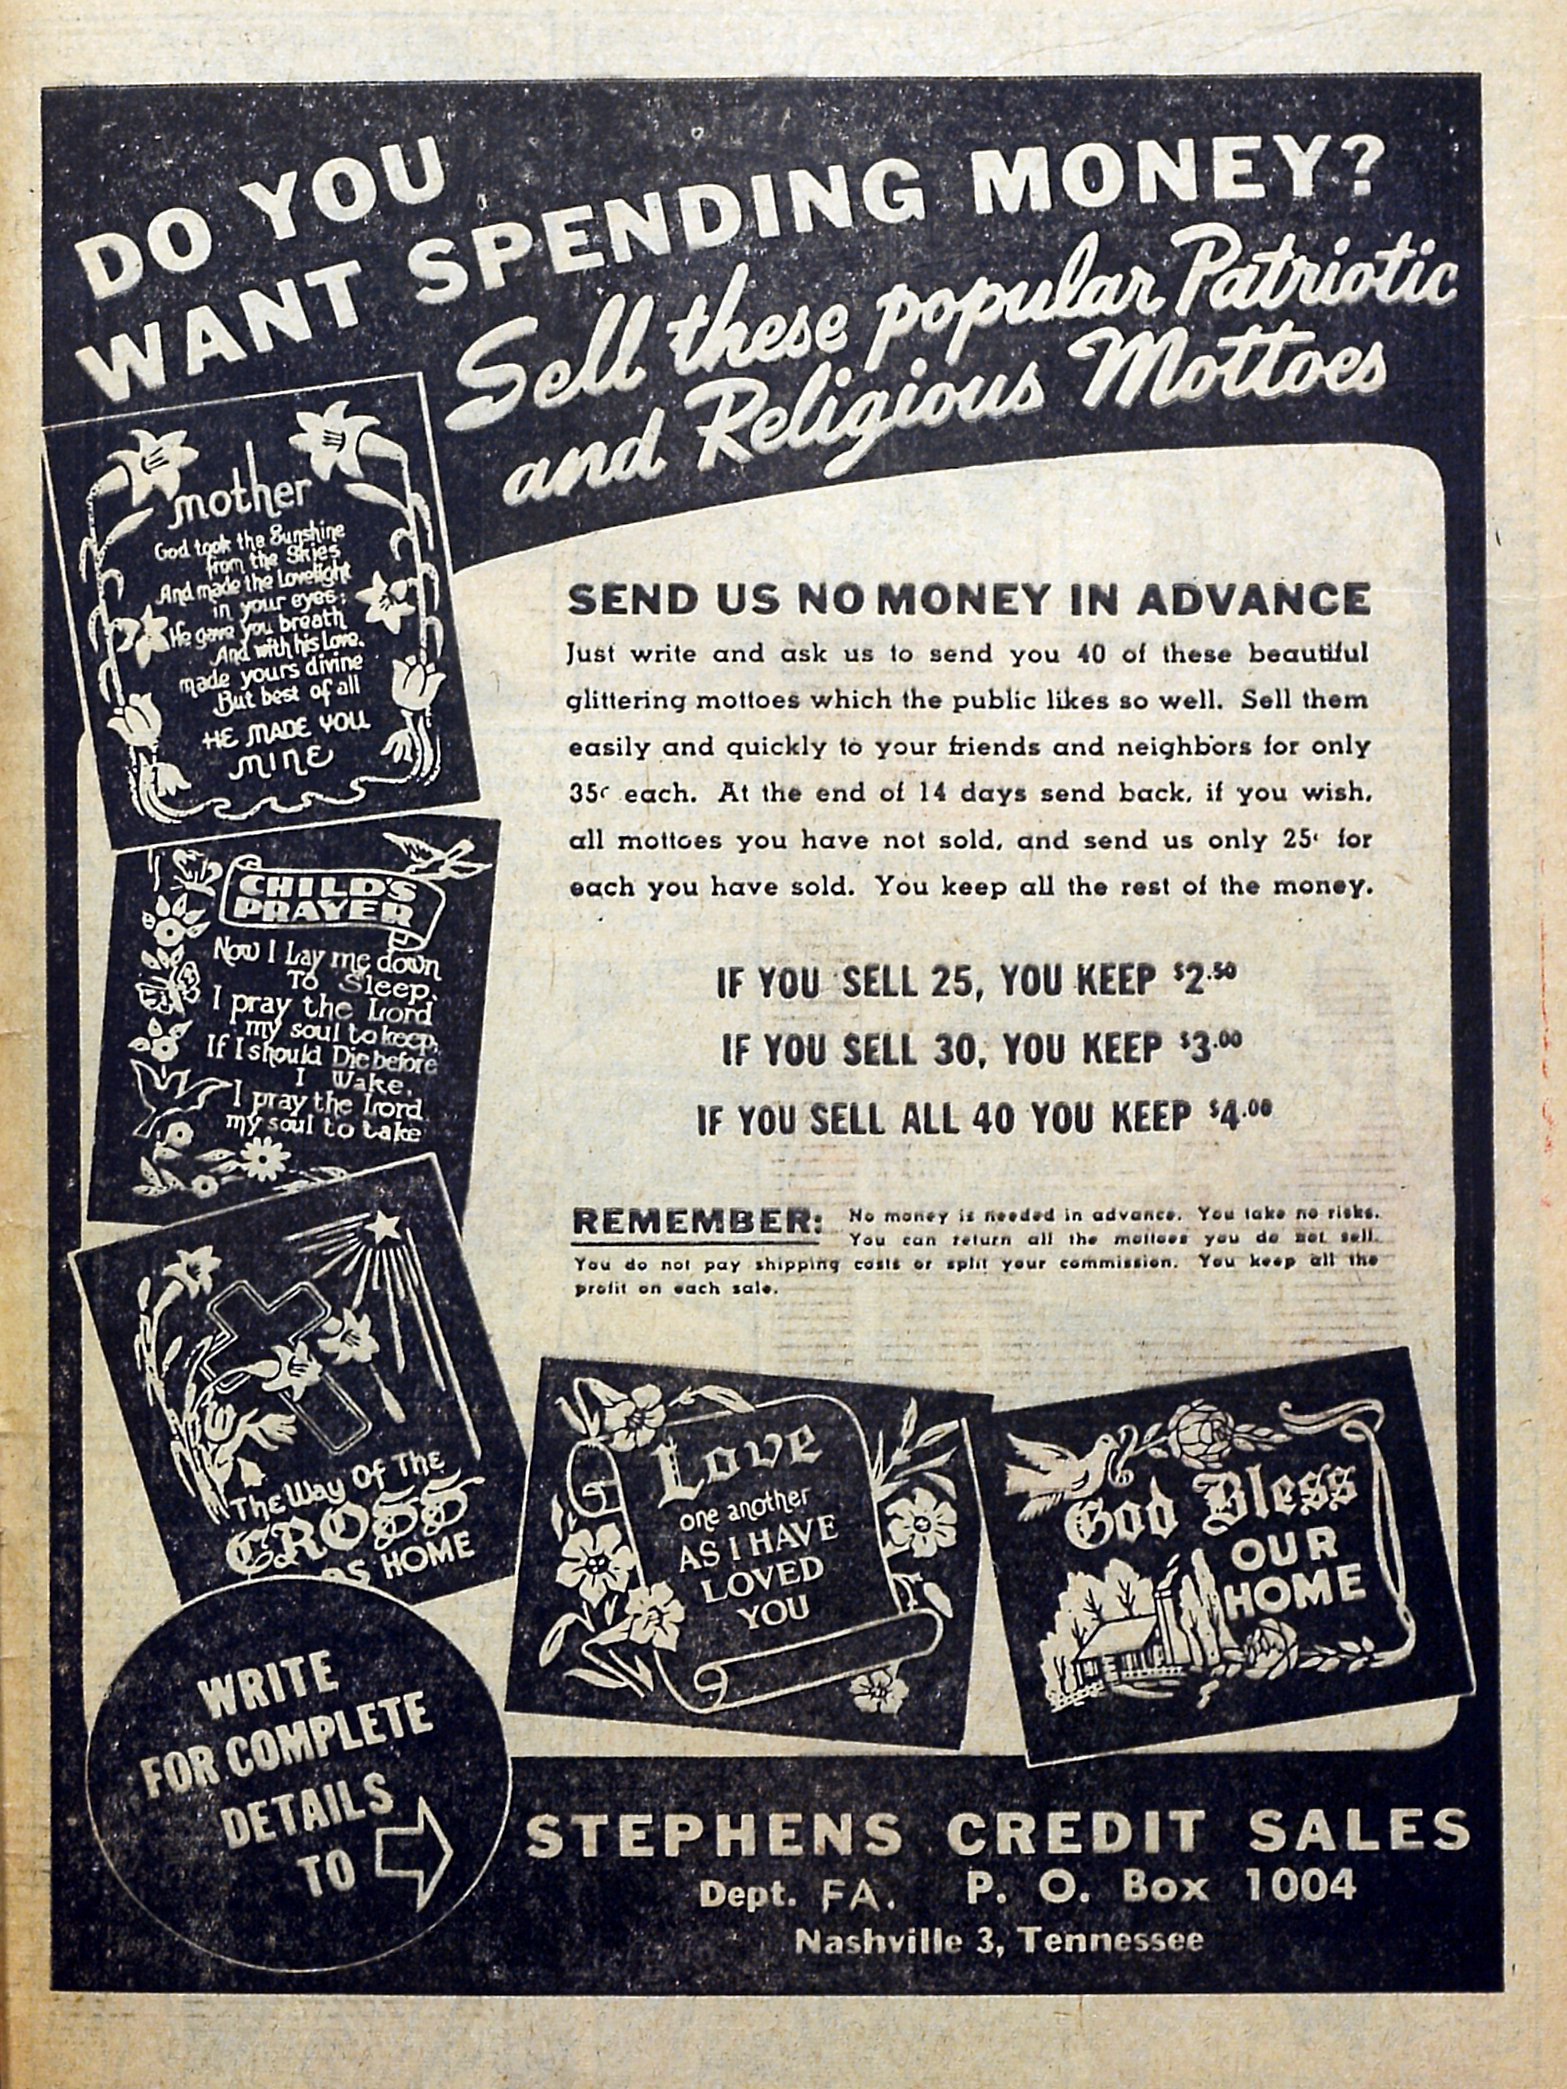 DO YOU
WANT SPENDING MONEY?
Sell these popular Patriotic
and Religious Mottoes
mother
God took the Sunshine
from the Skies
And made the Lovelight
in your eyes;
He gave you breath
And with his Love.
made yours divine
But best of all
HE MADE YOU
MINE
CHILD'S
PRAYER
Now I Lay me down
To Sleep.
I pray the Lord
my soul to keep,
If I should Die before
I Wake.
I pray the Lord
my soul to take
The Way Of The
CROSS
HOME
SEND US NO MONEY IN ADVANCE
Just write and ask us to send you 40 of these beautiful
glittering mottoes which the public likes so well. Sell them
easily and quickly to your friends and neighbors for only
35¢ each. At the end of 14 days send back, if you wish,
all mottoes you have not sold, and send us only 25¢ for
each you have sold. You keep all the rest of the money.
IF YOU SELL 25, YOU KEEP $2.50
IF YOU SELL 30, YOU KEEP $3.00
IF YOU SELL ALL 40 YOU KEEP $4.00
REMEMBER: No money is needed in advance. You take no risks.
You can return all the mottoes you do not sell.
You do not pay shipping costs or split your commission. You keep all the
profit on each sale.
Love
one another
AS I HAVE
LOVED
YOU
God Bless
OUR
HOME
WRITE
FOR COMPLETE
DETAILS
TO
STEPHENS CREDIT SALES
Dept. FA. P. O. Box 1004
Nashville 3, Tennessee